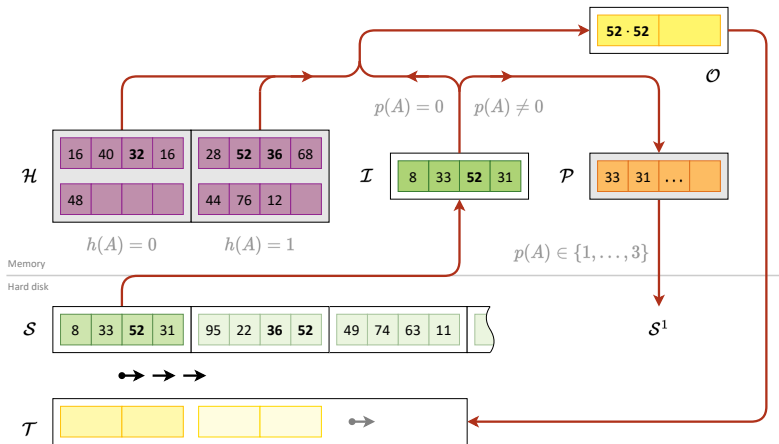 52 · 52
𝒪
p(A) = 0 p(A) ≠ 0
ℋ 16 40 32 16 28 52 36 68
48 44 76 12
ℐ 8 33 52 31
𝒫 33 31 ...
h(A) = 0 h(A) = 1 p(A) ∈ {1, . . . , 3}
Memory
Hard disk
𝒮 8 33 52 31 95 22 36 52 49 74 63 11
𝒮¹
𝒯